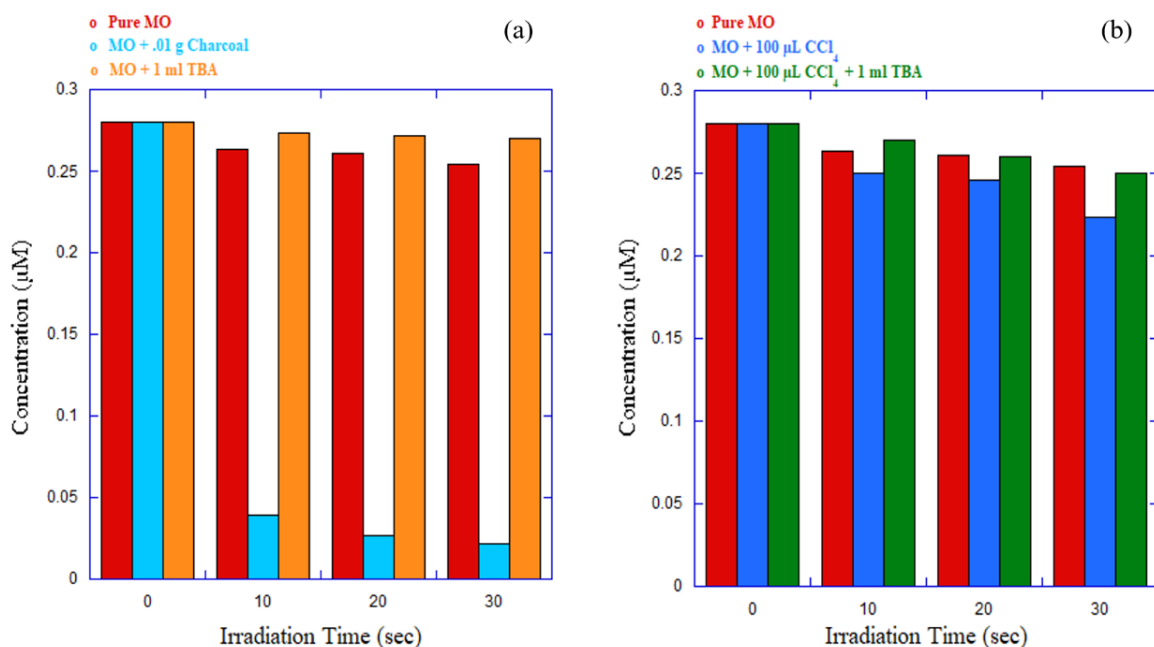 o Pure MO
o MO + .01 g Charcoal
o MO + 1 ml TBA
(a)
0.3
0.25
0.2
0.15
0.1
0.05
0
Concentration (μM)
0 10 20 30
Irradiation Time (sec)
o Pure MO
o MO + 100 μL CCl4
o MO + 100 μL CCl4 + 1 ml TBA
(b)
0.3
0.25
0.2
0.15
0.1
0.05
0
Concentration (μM)
0 10 20 30
Irradiation Time (sec)